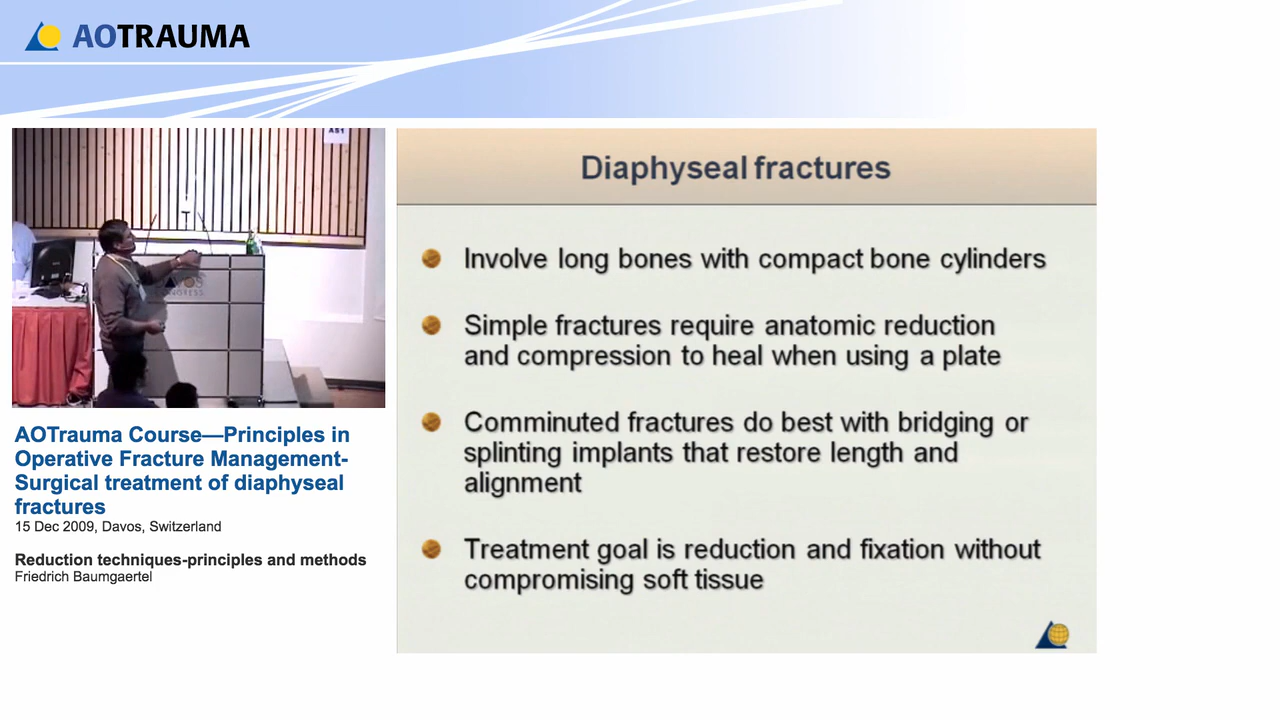 AOTRAUMA
AOTrauma Course—Principles in
Operative Fracture Management-
Surgical treatment of diaphyseal
fractures
15 Dec 2009, Davos, Switzerland
Reduction techniques-principles and methods
Friedrich Baumgaertel
Diaphyseal fractures
Involve long bones with compact bone cylinders
Simple fractures require anatomic reduction
and compression to heal when using a plate
Comminuted fractures do best with bridging or
splinting implants that restore length and
alignment
Treatment goal is reduction and fixation without
compromising soft tissue